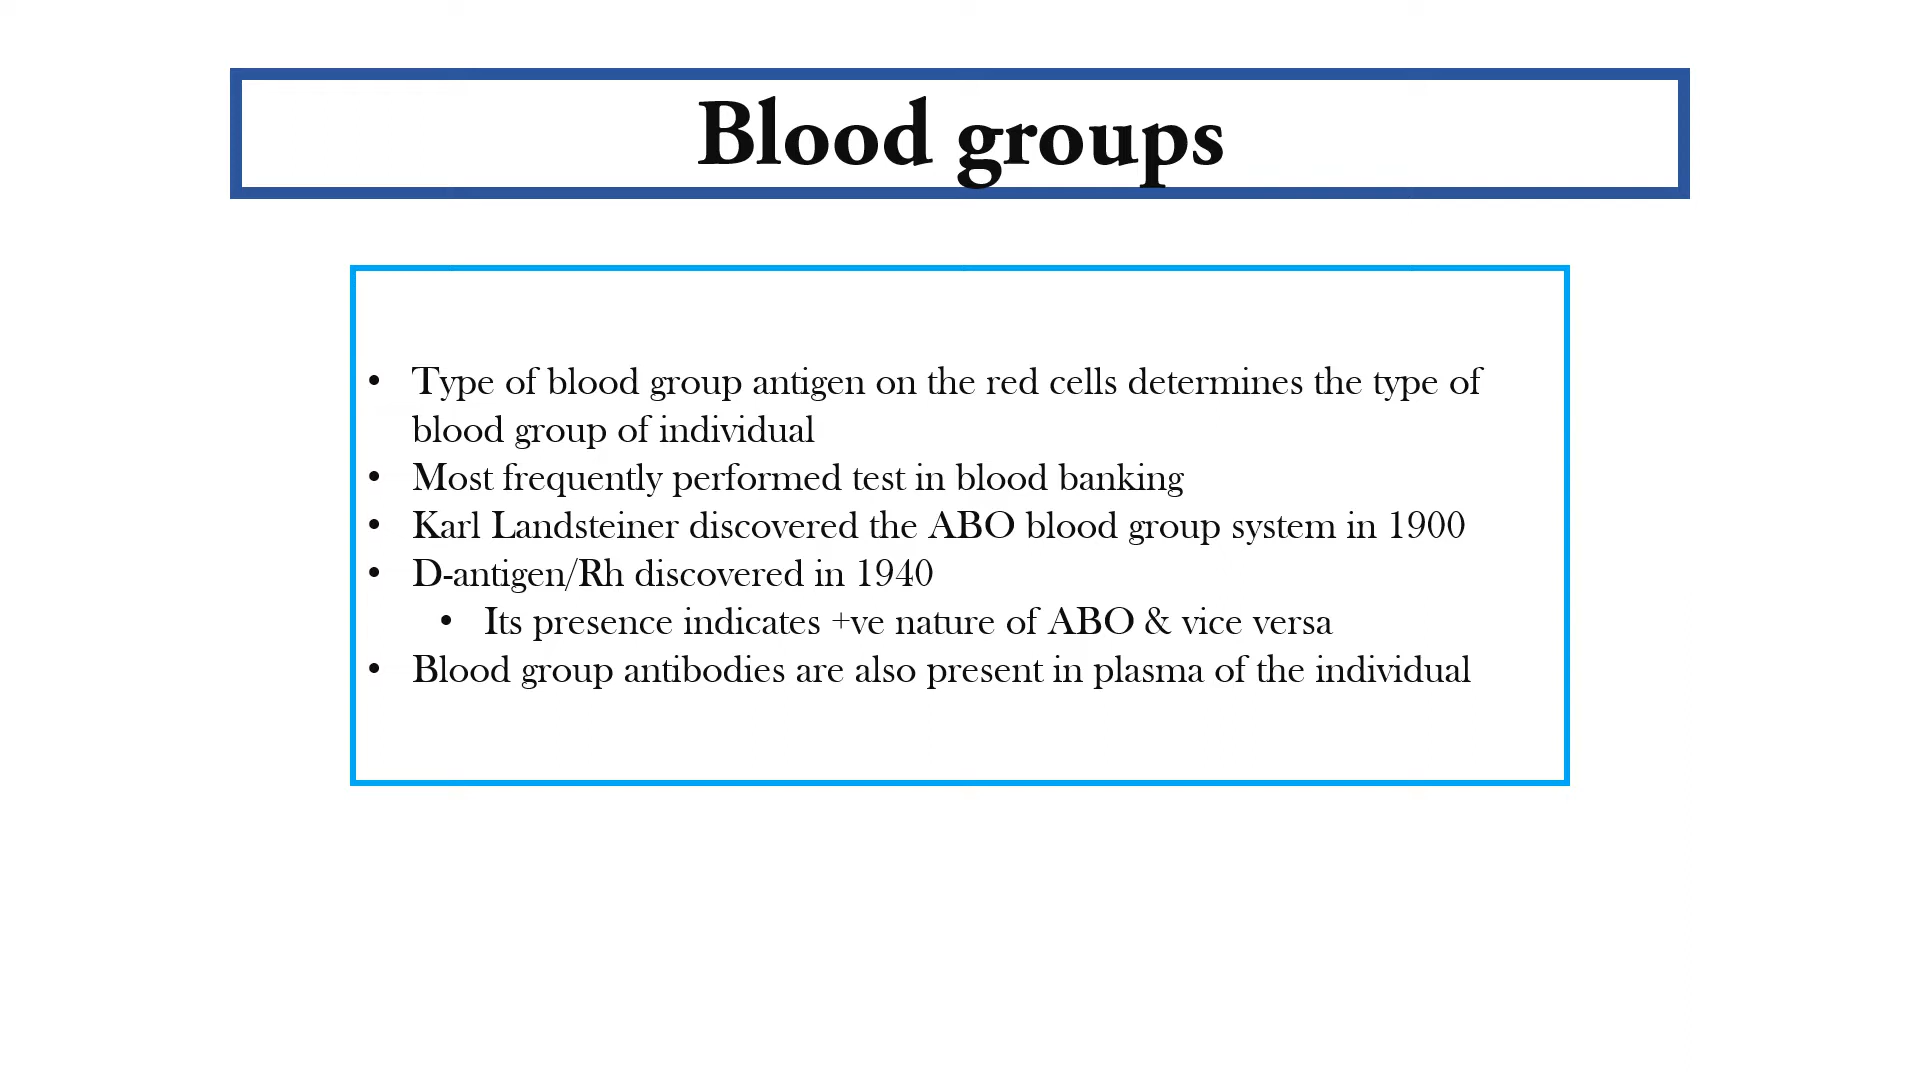 Blood groups
• Type of blood group antigen on the red cells determines the type of
blood group of individual
• Most frequently performed test in blood banking
• Karl Landsteiner discovered the ABO blood group system in 1900
• D-antigen/Rh discovered in 1940
• Its presence indicates +ve nature of ABO & vice versa
• Blood group antibodies are also present in plasma of the individual